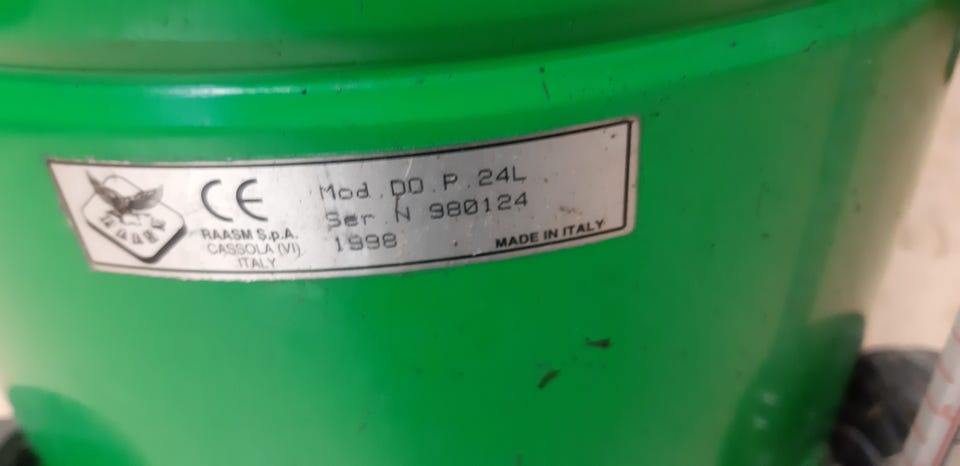 CE
RAASM S.p.A.
CASSOLA (VI)
ITALY
Mod.DO.P.24L
Ser.N 980124
1998
MADE IN ITALY